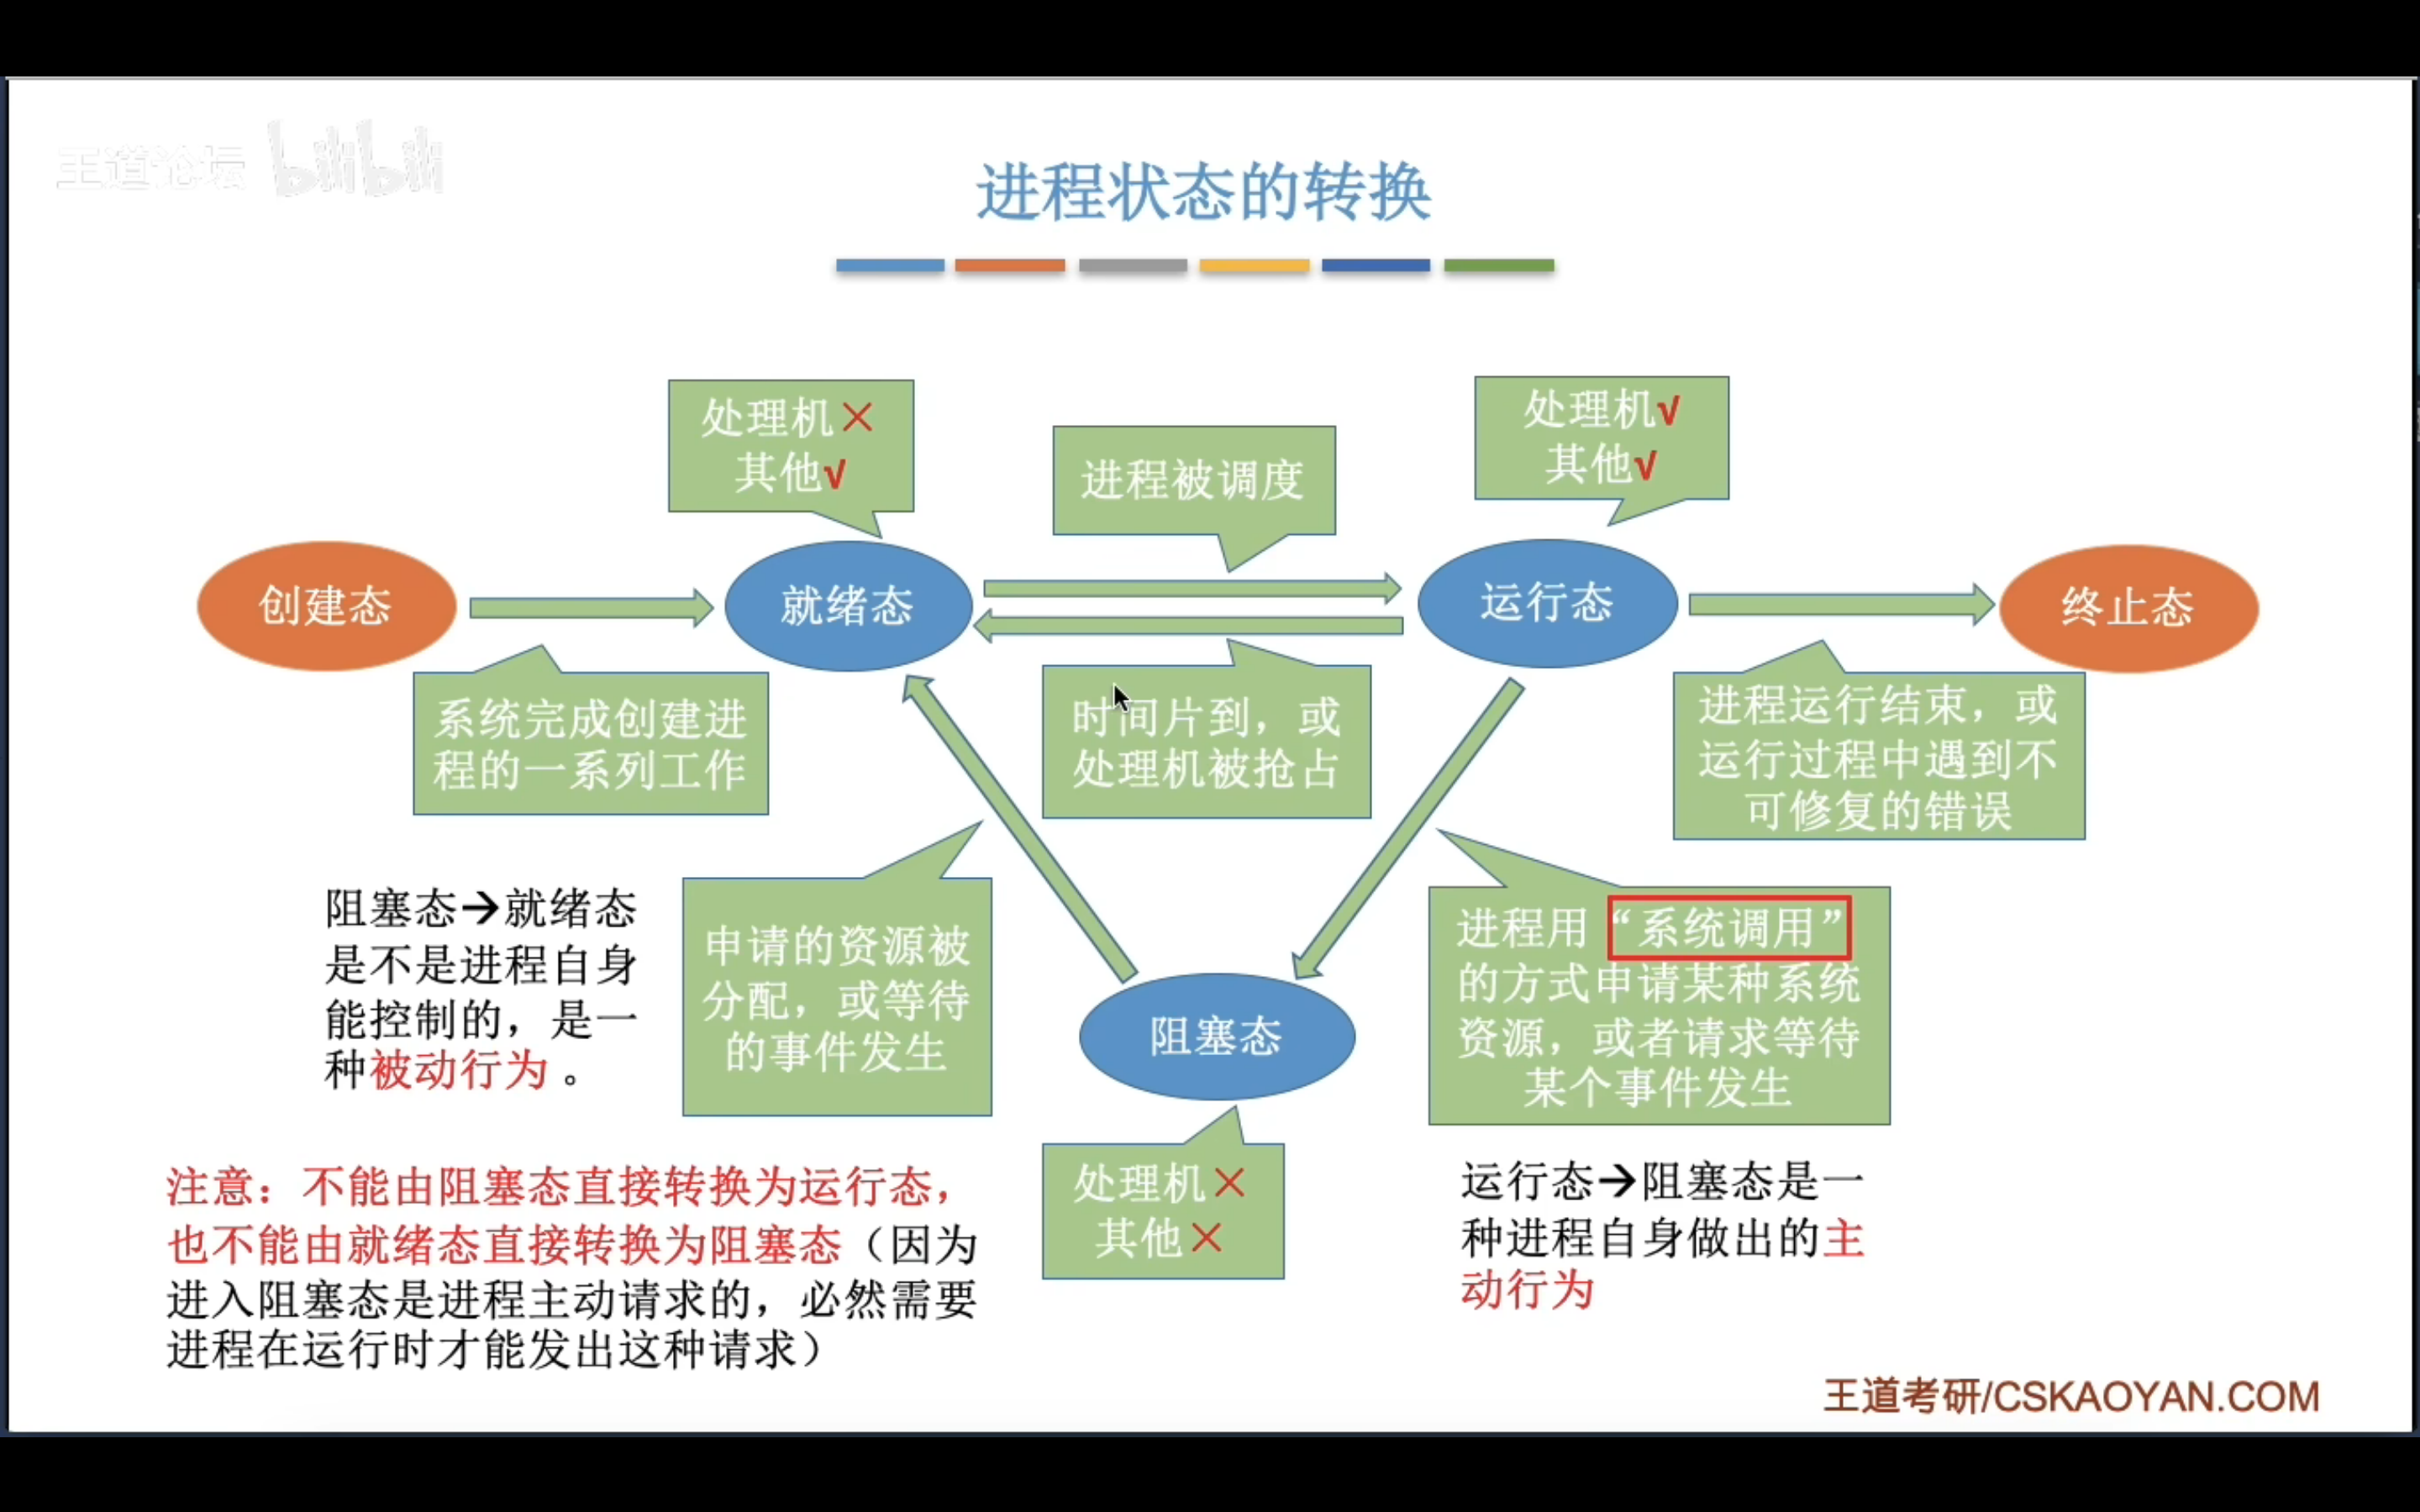 王道论坛 bilibili
进程状态的转换
处理机×
其他√
进程被调度
处理机√
其他√
创建态
就绪态
运行态
终止态
系统完成创建进
程的一系列工作
时间片到，或
处理机被抢占
进程运行结束，或
运行过程中遇到不
可修复的错误
阻塞态→就绪态
是不是进程自身
能控制的，是一
种被动行为 。
申请的资源被
分配，或等待
的事件发生
阻塞态
进程用“系统调用”
的方式申请某种系统
资源，或者请求等待
某个事件发生
处理机×
其他×
运行态→阻塞态是一
种进程自身做出的主
动行为
注意：不能由阻塞态直接转换为运行态，
也不能由就绪态直接转换为阻塞态（因为
进入阻塞态是进程主动请求的，必然需要
进程在运行时才能发出这种请求）
王道考研/CSKAOYAN.COM